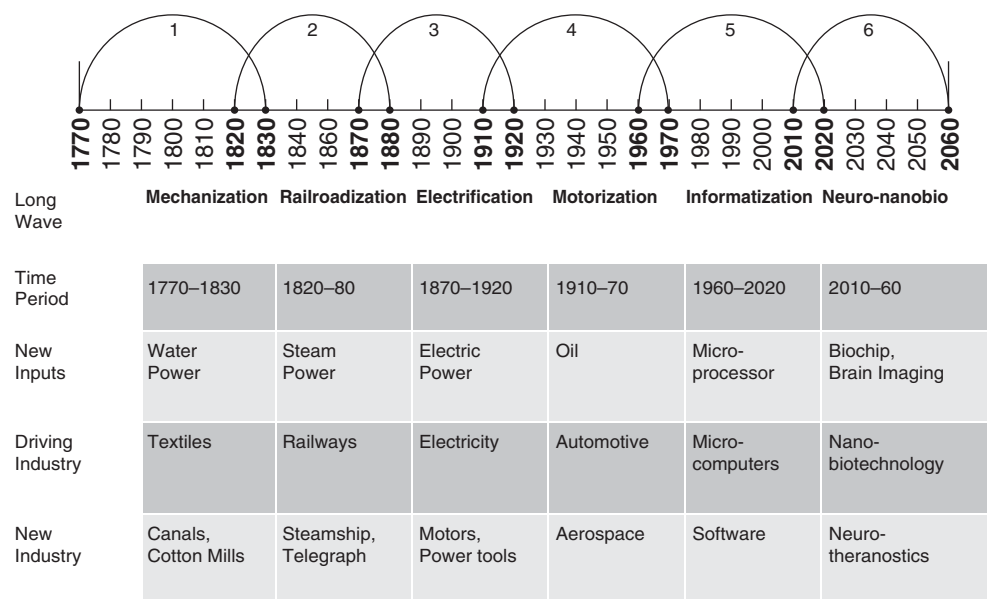 1 2 3 4 5 6
1770 1780 1790 1800 1810 1820 1830 1840 1850 1860 1870 1880 1890 1900 1910 1920 1930 1940 1950 1960 1970 1980 1990 2000 2010 2020 2030 2040 2050 2060
Long Mechanization Railroadization Electrification Motorization Informatization Neuro-nanobio
Wave
Time
Period 1770–1830 1820–80 1870–1920 1910–70 1960–2020 2010–60
New Water Steam Electric Oil Micro- Biochip,
Inputs Power Power Power processor Brain Imaging
Driving Textiles Railways Electricity Automotive Micro- Nano-
Industry computers biotechnology
New Canals, Steamship, Motors, Aerospace Software Neuro-
Industry Cotton Mills Telegraph Power tools theranostics